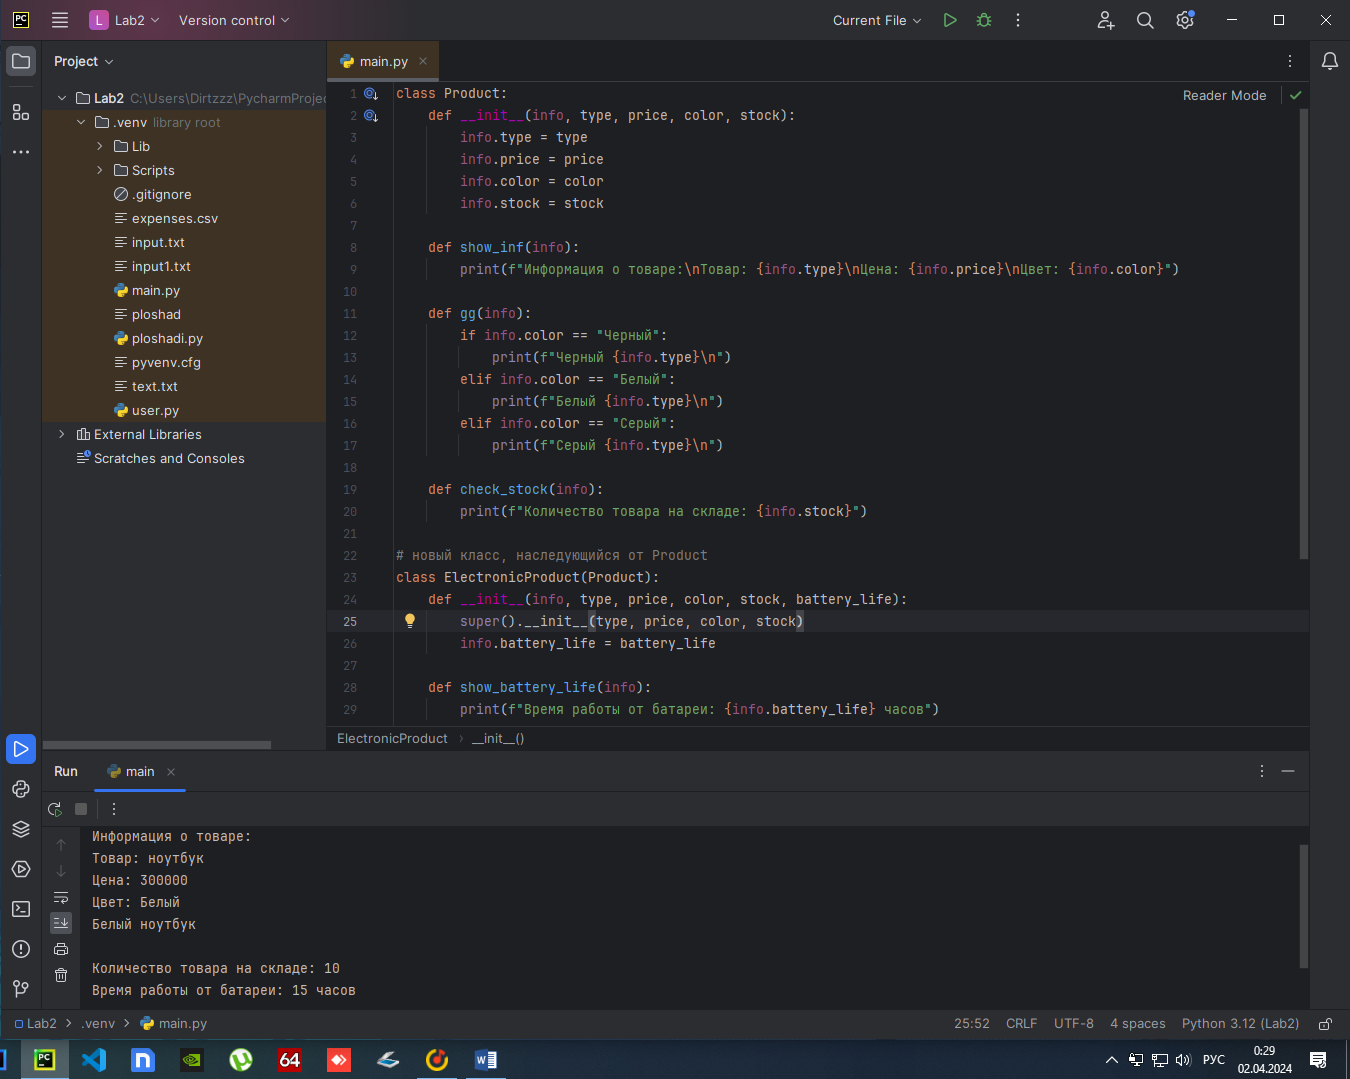 PC
L Lab2 Version control Current File
Project
main.py
Lab2 C:\Users\Dirtzzz\PycharmProjec
.venv library root
Lib
Scripts
.gitignore
expenses.csv
input.txt
input1.txt
main.py
ploshad
ploshadi.py
pyvenv.cfg
text.txt
user.py
External Libraries
Scratches and Consoles
Reader Mode
1 class Product:
2 def __init__(info, type, price, color, stock):
3 info.type = type
4 info.price = price
5 info.color = color
6 info.stock = stock
7
8 def show_inf(info):
9 print(f"Информация о товаре:\nТовар: {info.type}\nЦена: {info.price}\nЦвет: {info.color}")
10
11 def gg(info):
12 if info.color == "Черный":
13 print(f"Черный {info.type}\n")
14 elif info.color == "Белый":
15 print(f"Белый {info.type}\n")
16 elif info.color == "Серый":
17 print(f"Серый {info.type}\n")
18
19 def check_stock(info):
20 print(f"Количество товара на складе: {info.stock}")
21
22 # новый класс, наследующийся от Product
23 class ElectronicProduct(Product):
24 def __init__(info, type, price, color, stock, battery_life):
25 super().__init__(type, price, color, stock)
26 info.battery_life = battery_life
27
28 def show_battery_life(info):
29 print(f"Время работы от батареи: {info.battery_life} часов")
ElectronicProduct › __init__()
Run main
Информация о товаре:
Товар: ноутбук
Цена: 300000
Цвет: Белый
Белый ноутбук
Количество товара на складе: 10
Время работы от батареи: 15 часов
Lab2 > .venv > main.py 25:52 CRLF UTF-8 4 spaces Python 3.12 (Lab2)
PC 64 W РУС
0:29
02.04.2024